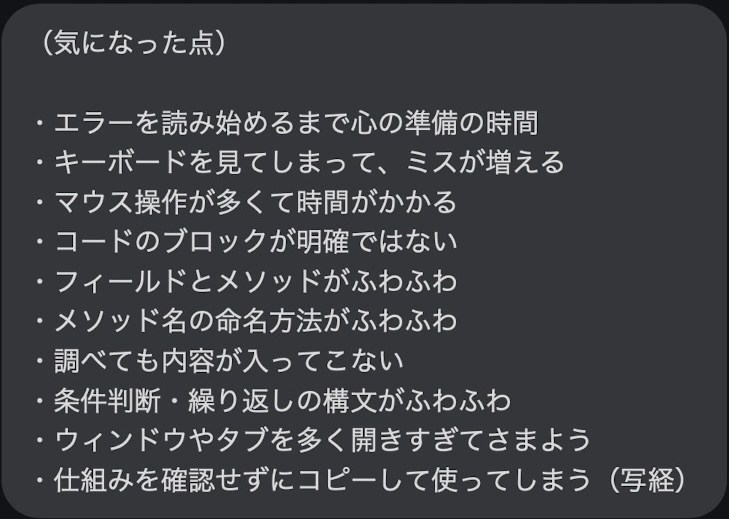 （気になった点）
・エラーを読み始めるまで心の準備の時間
・キーボードを見てしまって、ミスが増える
・マウス操作が多くて時間がかかる
・コードのブロックが明確ではない
・フィールドとメソッドがふわふわ
・メソッド名の命名方法がふわふわ
・調べても内容が入ってこない
・条件判断・繰り返しの構文がふわふわ
・ウィンドウやタブを多く開きすぎてさまよう
・仕組みを確認せずにコピーして使ってしまう（写経）